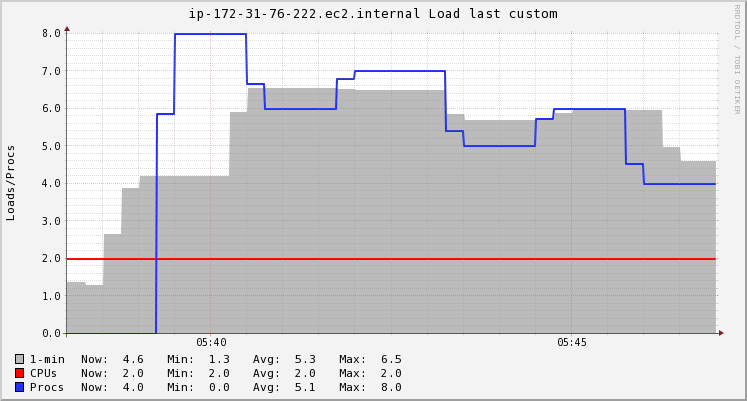 ip-172-31-76-222.ec2.internal Load last custom
RRDTOOL / TOBI OETIKER
Loads/Procs
8.0
7.0
6.0
5.0
4.0
3.0
2.0
1.0
0.0
05:40 05:45
1-min Now: 4.6 Min: 1.3 Avg: 5.3 Max: 6.5
CPUs Now: 2.0 Min: 2.0 Avg: 2.0 Max: 2.0
Procs Now: 4.0 Min: 0.0 Avg: 5.1 Max: 8.0